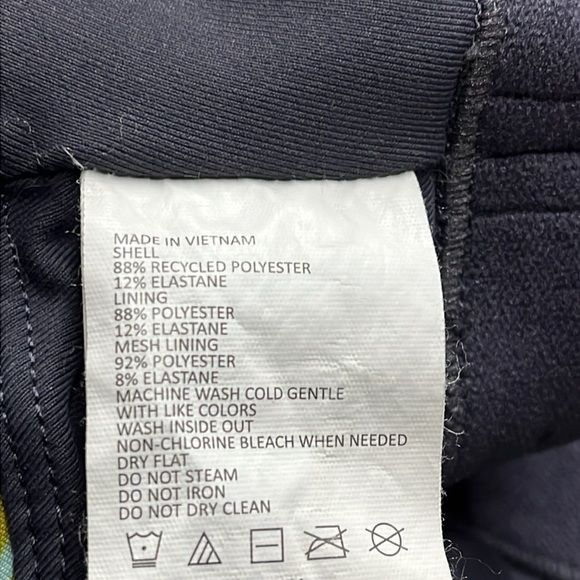 MADE IN VIETNAM
SHELL
88% RECYCLED POLYESTER
12% ELASTANE
LINING
88% POLYESTER
12% ELASTANE
MESH LINING
92% POLYESTER
8% ELASTANE
MACHINE WASH COLD GENTLE
WITH LIKE COLORS
WASH INSIDE OUT
NON-CHLORINE BLEACH WHEN NEEDED
DRY FLAT
DO NOT STEAM
DO NOT IRON
DO NOT DRY CLEAN